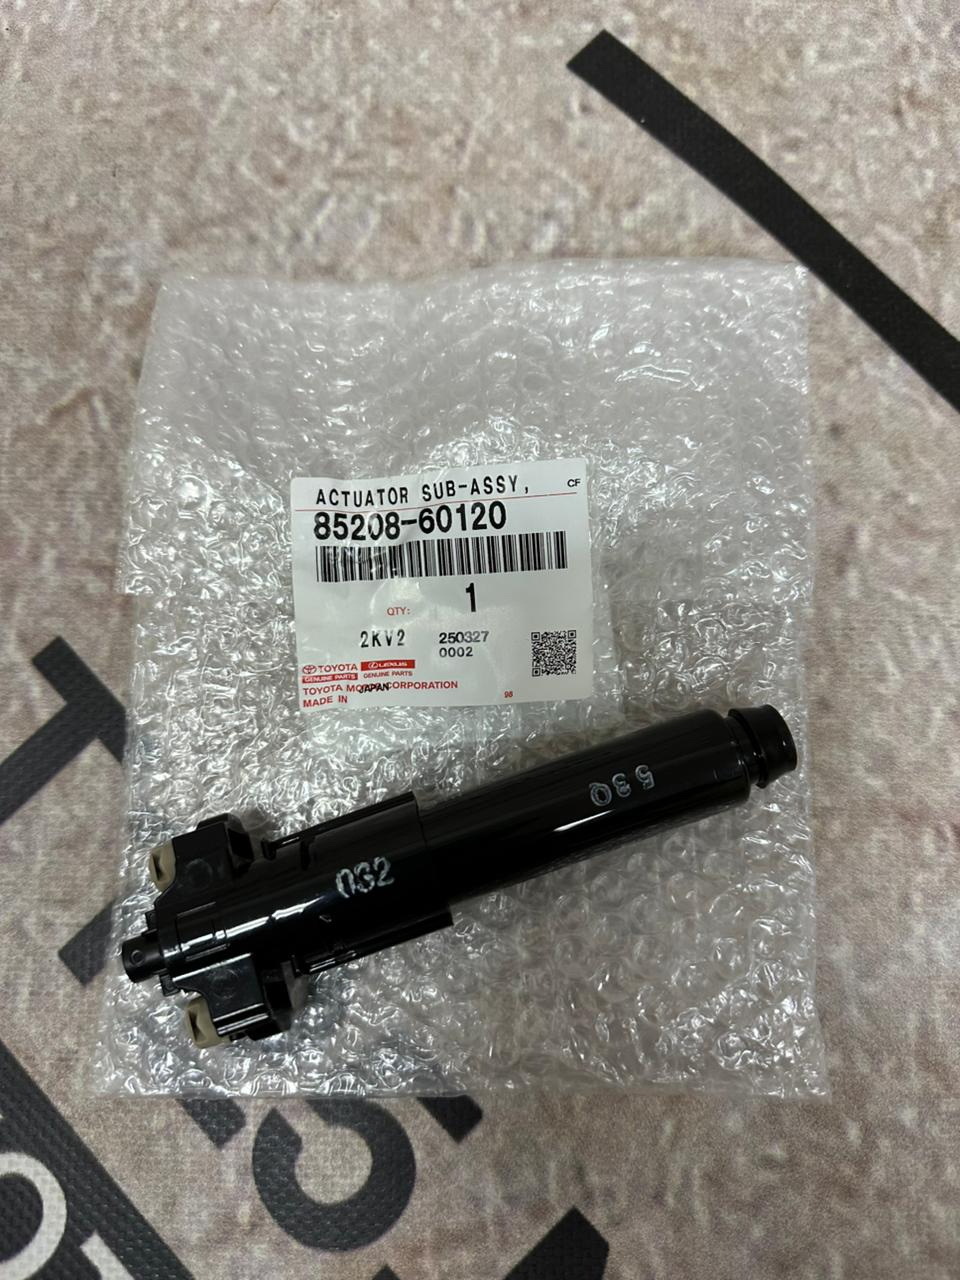 ACTUATOR SUB-ASSY, CF
85208-60120
QTY: 1
2KV2 250327
0002
TOYOTA LEXUS
GENUINE PARTS GENUINE PARTS
TOYOTA MOTOR CORPORATION
MADE IN JAPAN
98
530
032